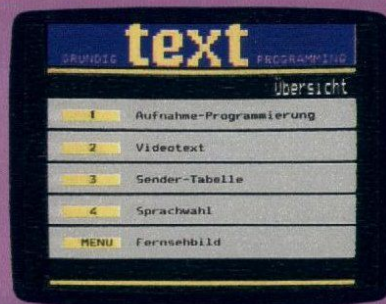 GRUNDIG text PROGRAMMING
Übersicht
1 Aufnahme-Programmierung
2 Videotext
3 Sender-Tabelle
4 Sprachwahl
MENU Fernsehbild